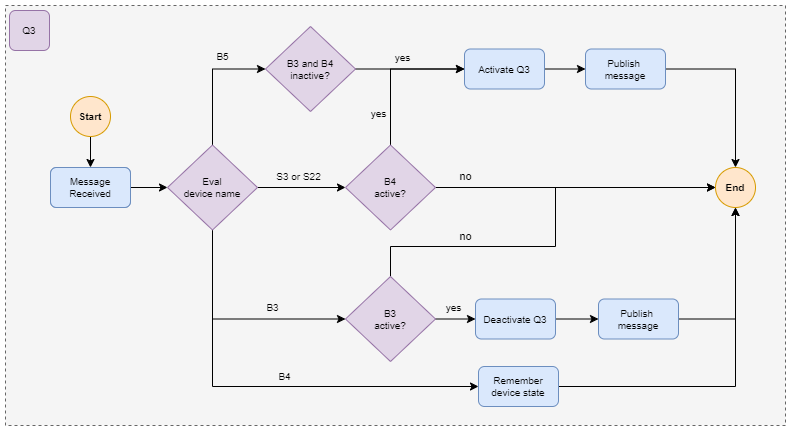 Q3
B5
B3 and B4
inactive?
yes
Activate Q3
Publish
message
Start
yes
Message
Received
Eval
device name
S3 or S22
B4
active?
no
End
no
B3
B3
active?
yes
Deactivate Q3
Publish
message
B4
Remember
device state